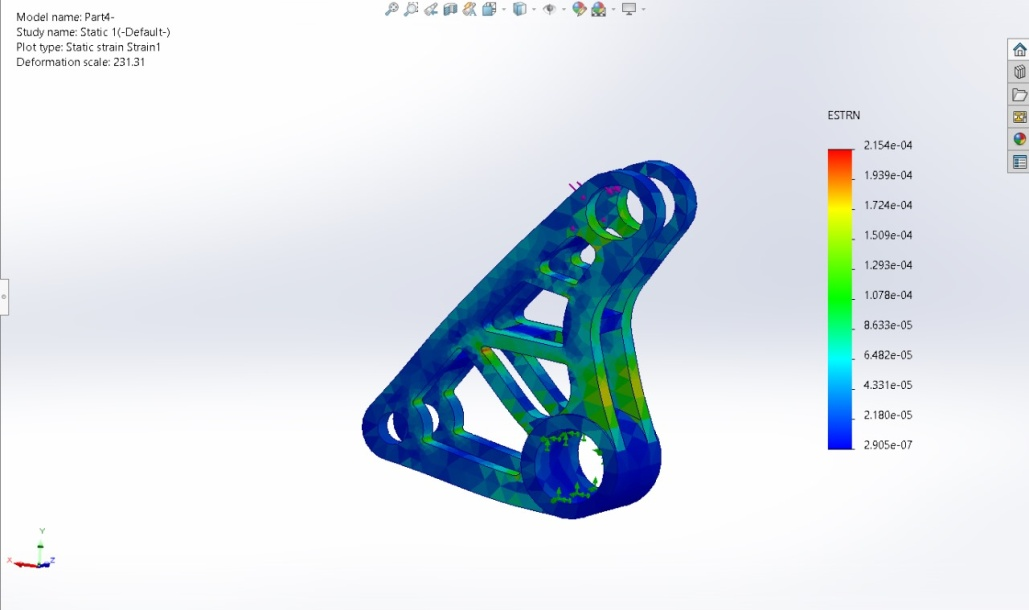 Model name: Part4-
Study name: Static 1(-Default-)
Plot type: Static strain Strain1
Deformation scale: 231.31
ESTRN
2.154e-04
1.939e-04
1.724e-04
1.509e-04
1.293e-04
1.078e-04
8.633e-05
6.482e-05
4.331e-05
2.180e-05
2.905e-07
Y
X
Z